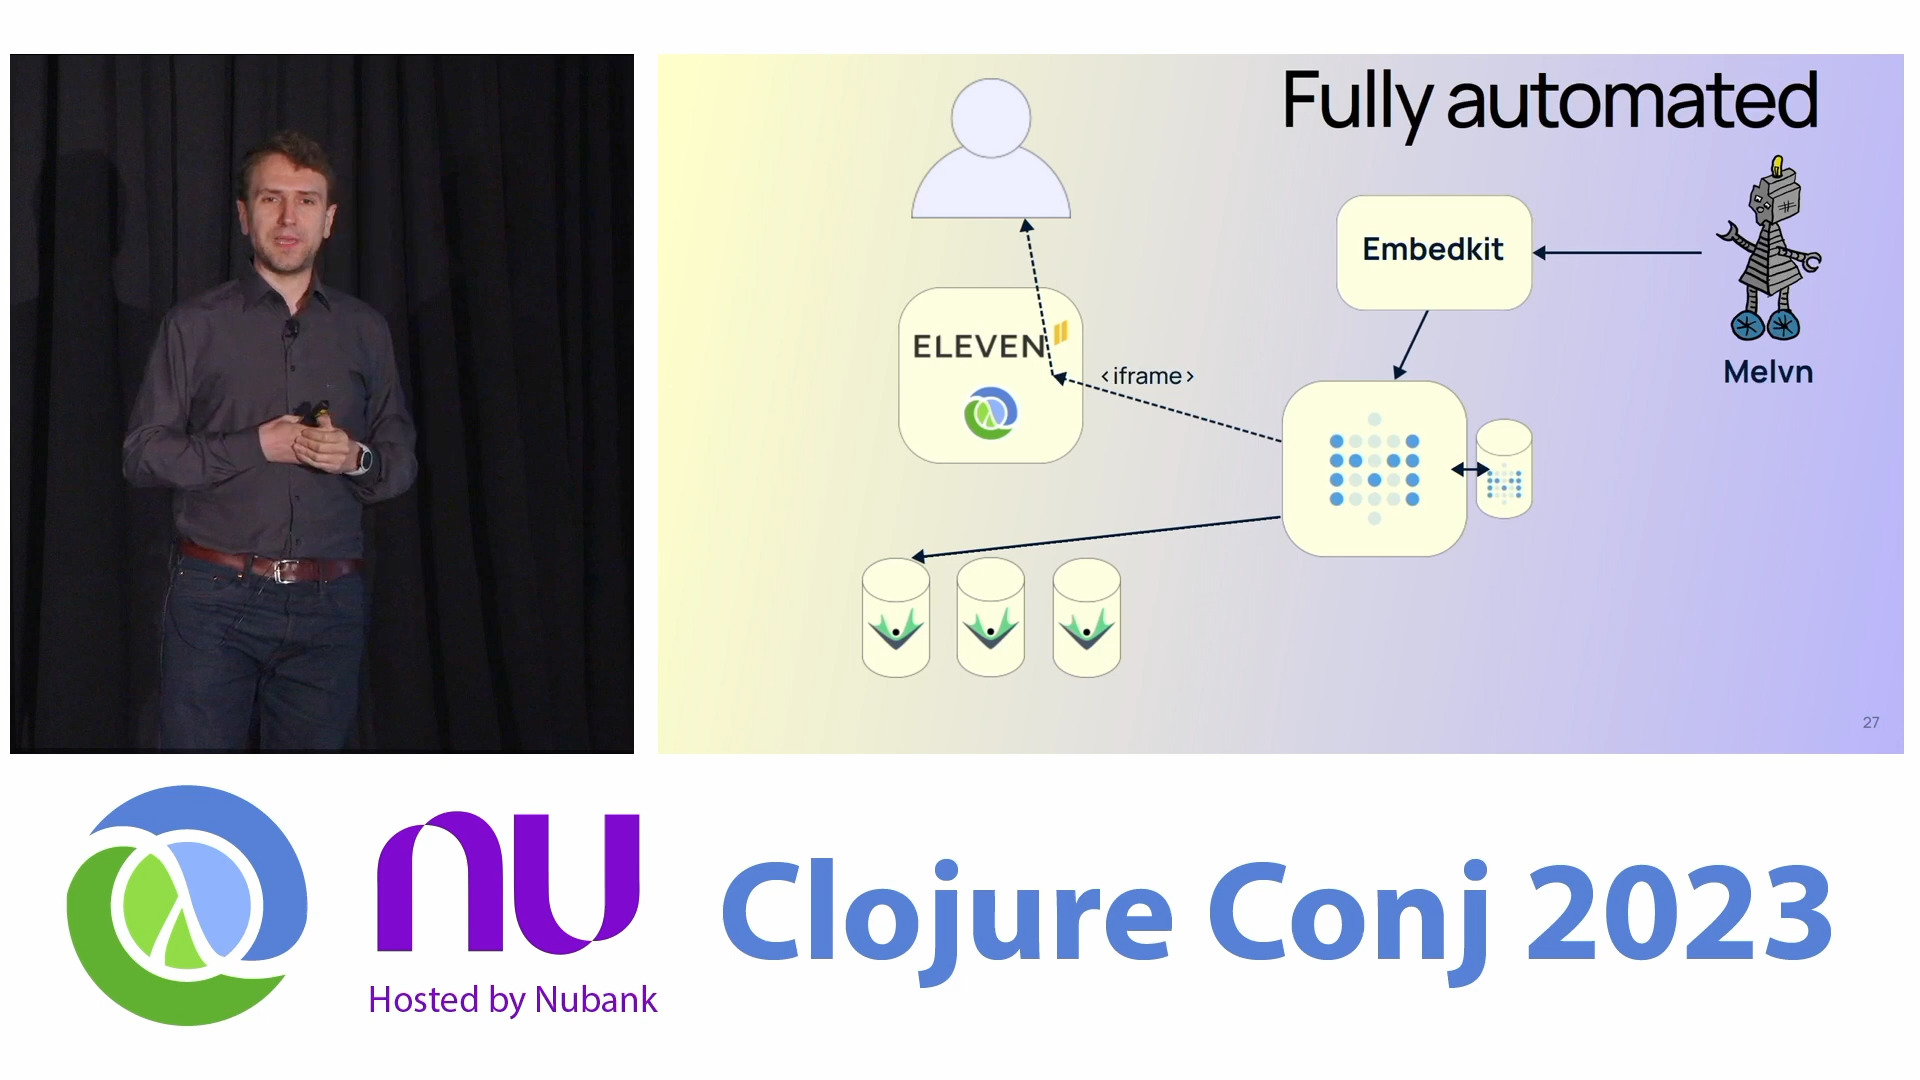 Fully automated
Embedkit
Melvn
ELEVEN
<iframe>
27
nu
Hosted by Nubank
Clojure Conj 2023